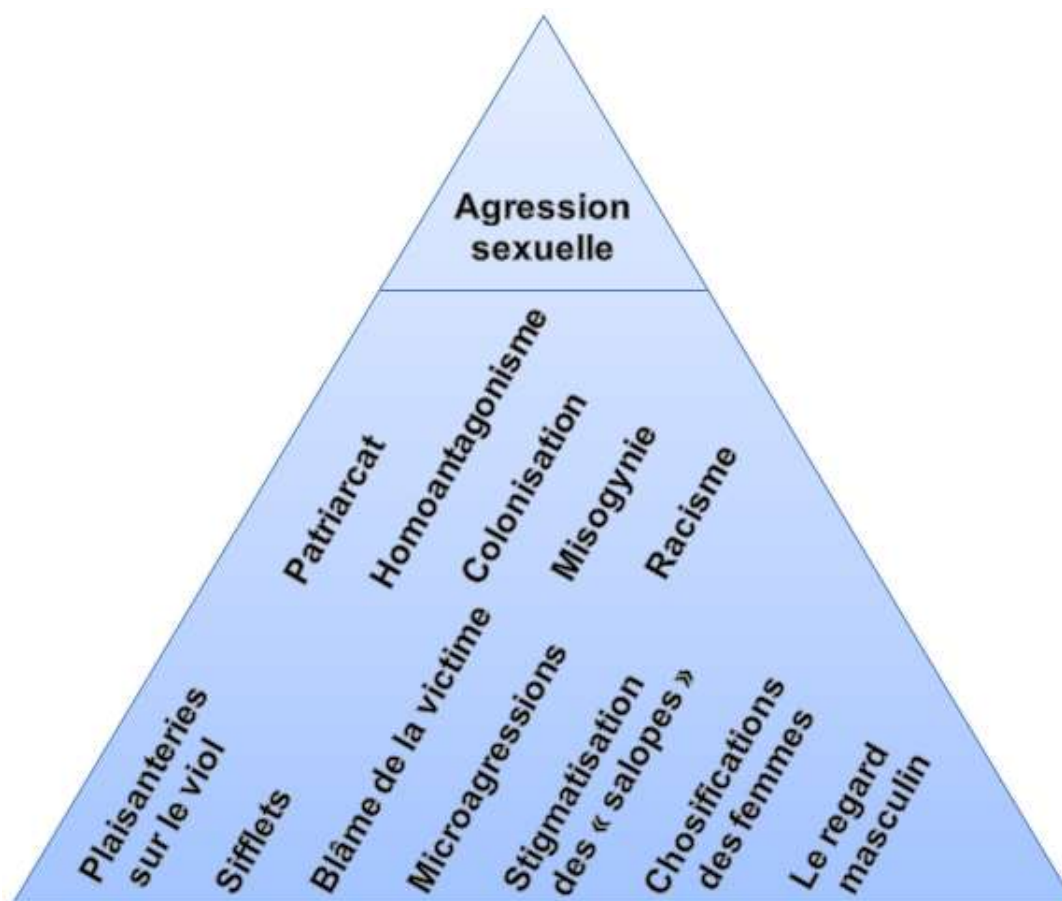 Agression
sexuelle
Patriarcat
Homoantagonisme
Colonisation
Misogynie
Racisme
Plaisanteries
sur le viol
Sifflets
Blâme de la victime
Microagressions
Stigmatisation
des « salopes »
Chosifications
des femmes
Le regard
masculin